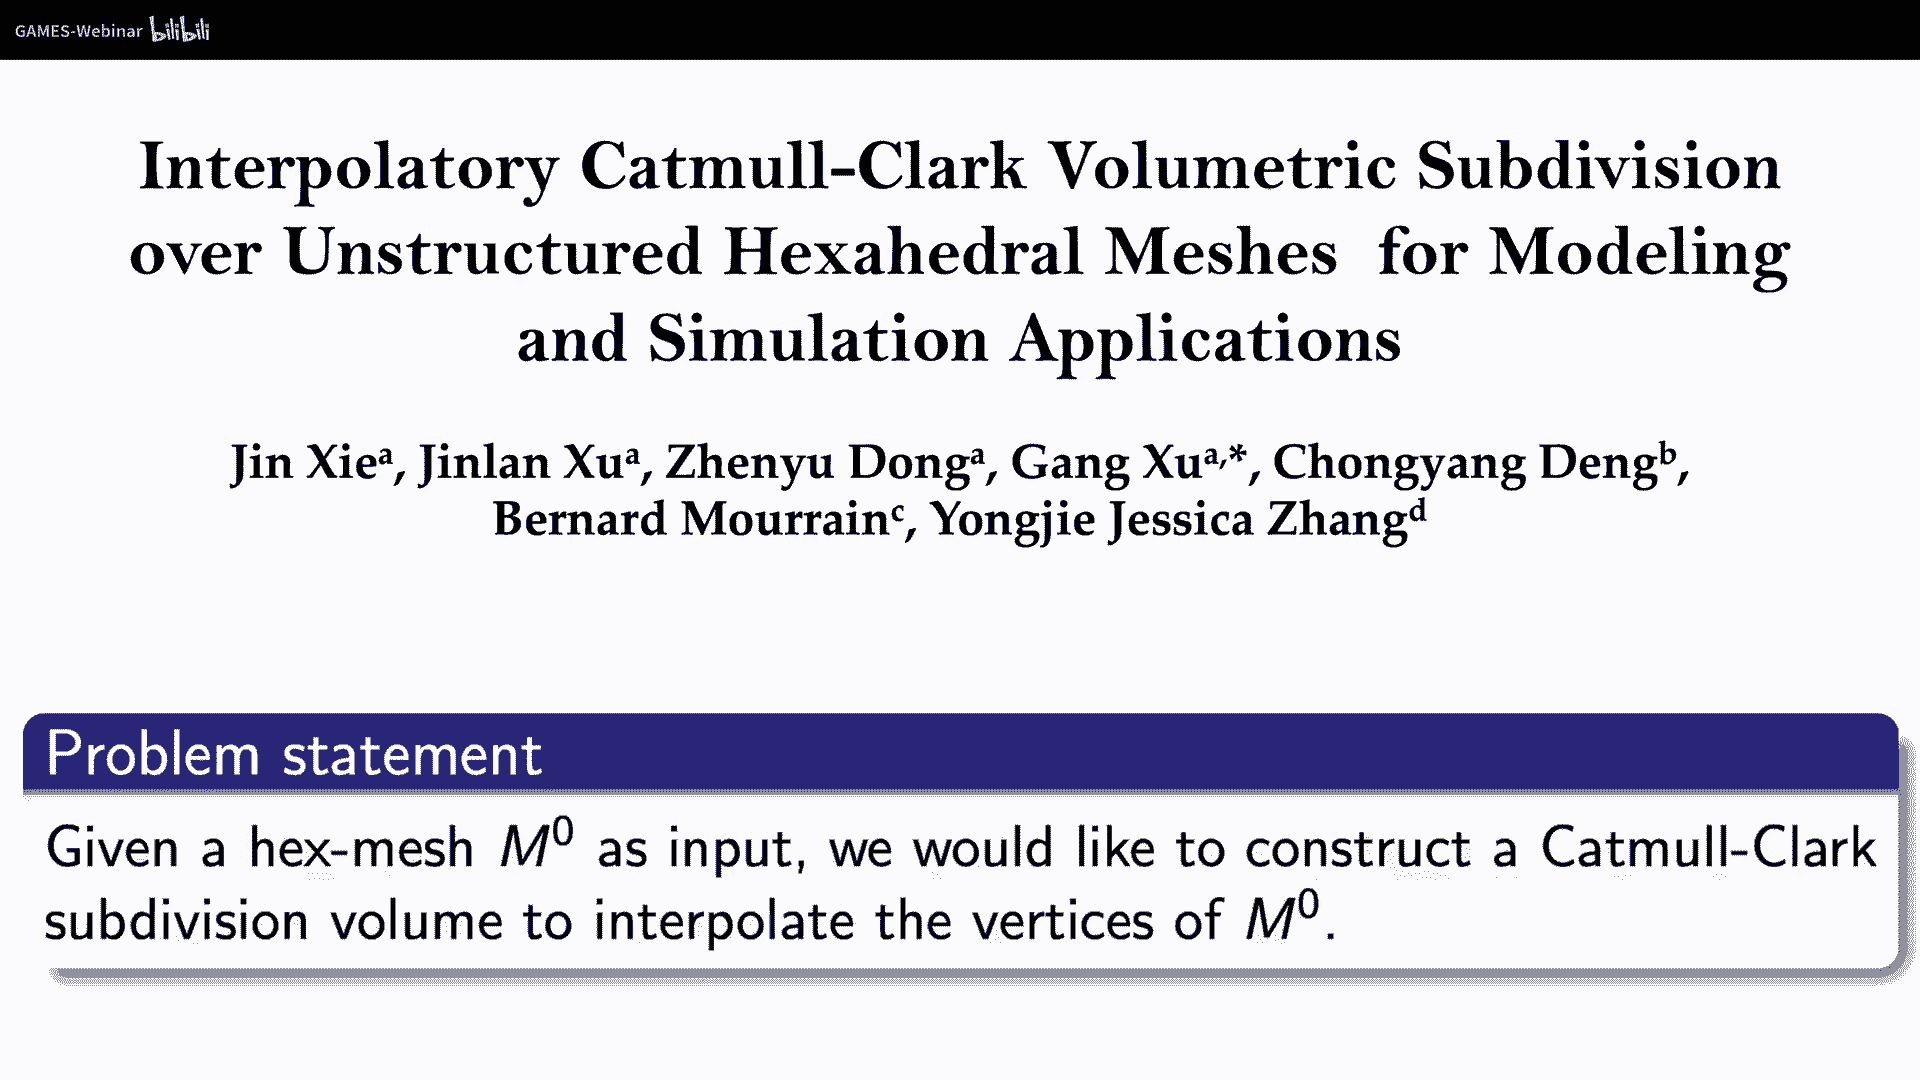 GAMES-Webinar bilibili
Interpolatory Catmull-Clark Volumetric Subdivision
over Unstructured Hexahedral Meshes for Modeling
and Simulation Applications
Jin Xieᵃ, Jinlan Xuᵃ, Zhenyu Dongᵃ, Gang Xuᵃ,*, Chongyang Dengᵇ,
Bernard Mourrainᶜ, Yongjie Jessica Zhangᵈ
Problem statement
Given a hex-mesh M⁰ as input, we would like to construct a Catmull-Clark
subdivision volume to interpolate the vertices of M⁰.